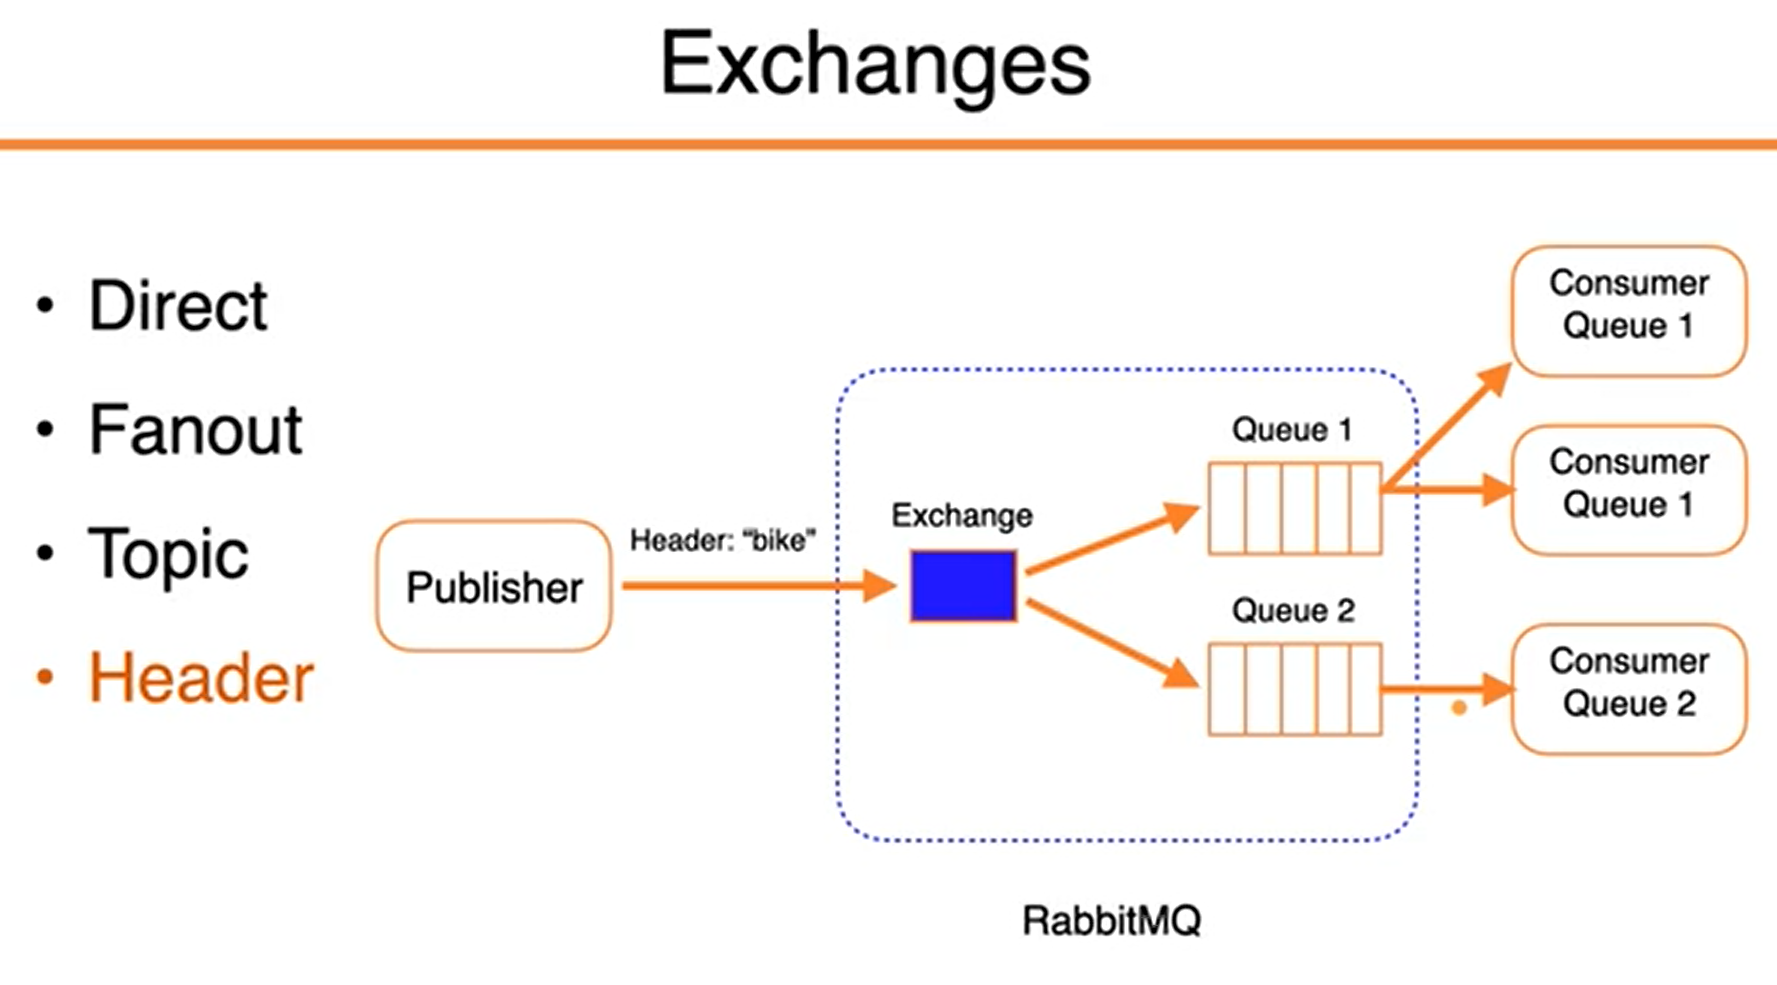 Exchanges
• Direct
• Fanout
• Topic
• Header
Publisher
Header: “bike”
Exchange
Queue 1
Queue 2
Consumer
Queue 1
Consumer
Queue 1
Consumer
Queue 2
RabbitMQ